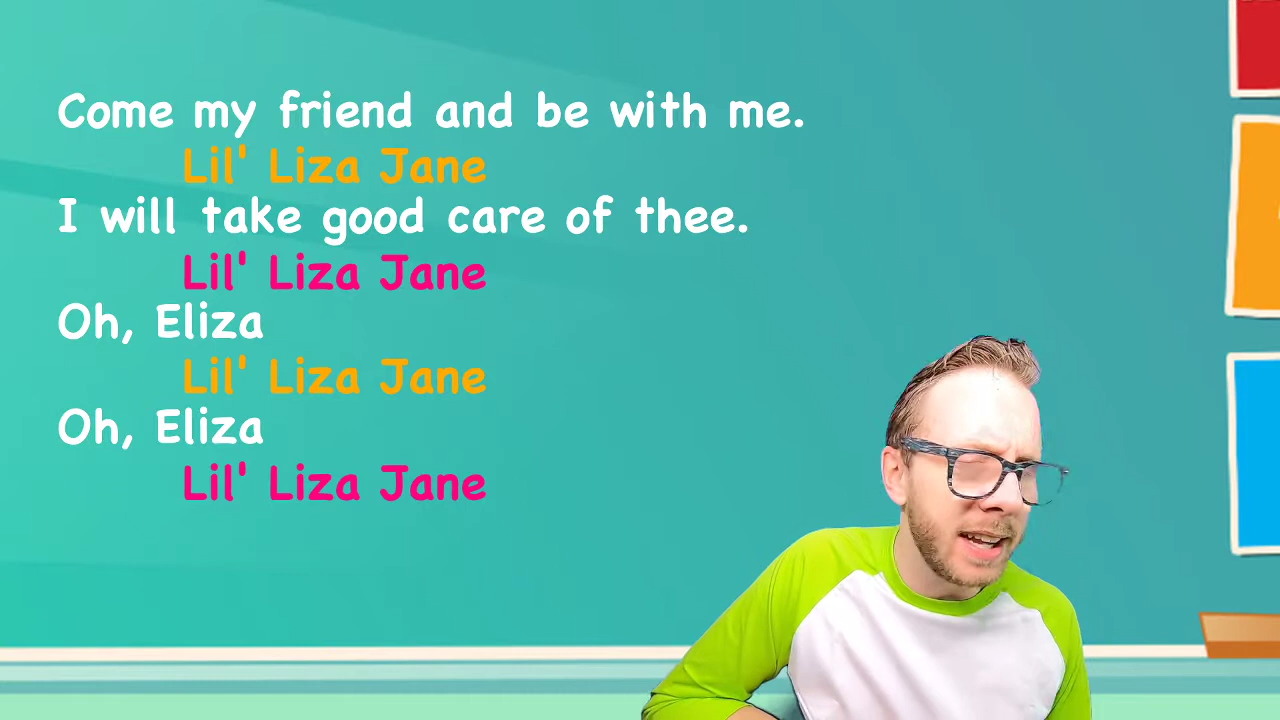 Come my friend and be with me.
Lil' Liza Jane
I will take good care of thee.
Lil' Liza Jane
Oh, Eliza
Lil' Liza Jane
Oh, Eliza
Lil' Liza Jane